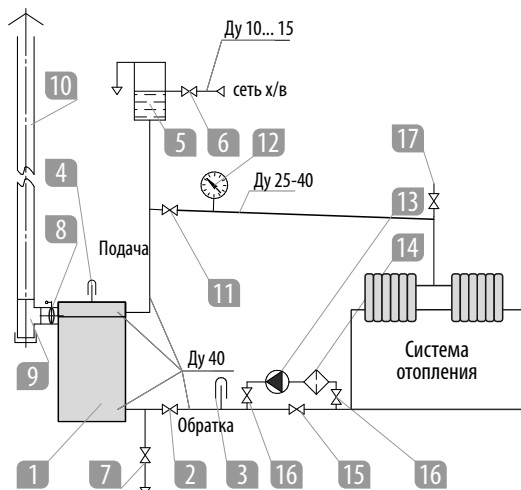 Ду 10... 15
10
сеть х/в
5
6
12
17
4
Ду 25-40
13
8
14
Подача
11
9
Ду 40
Система
отопления
Обратка
1
7
2
3
16
15
16